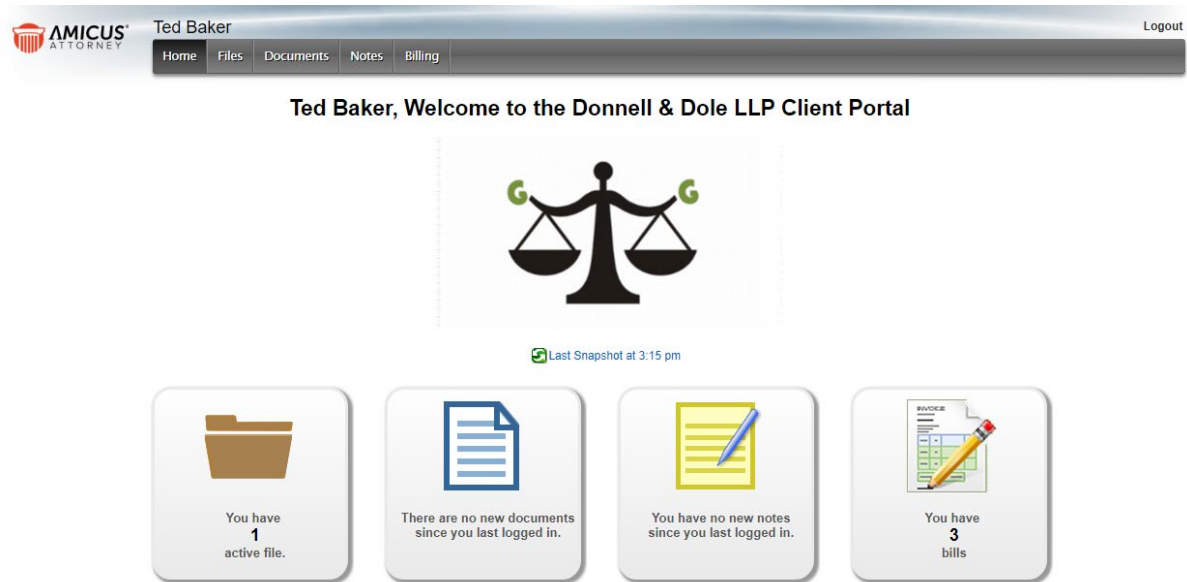 AMICUS®
ATTORNEY
Ted Baker
Logout
Home Files Documents Notes Billing
Ted Baker, Welcome to the Donnell & Dole LLP Client Portal
G G
Last Snapshot at 3:15 pm
INVOICE
You have
1
active file.
There are no new documents
since you last logged in.
You have no new notes
since you last logged in.
You have
3
bills